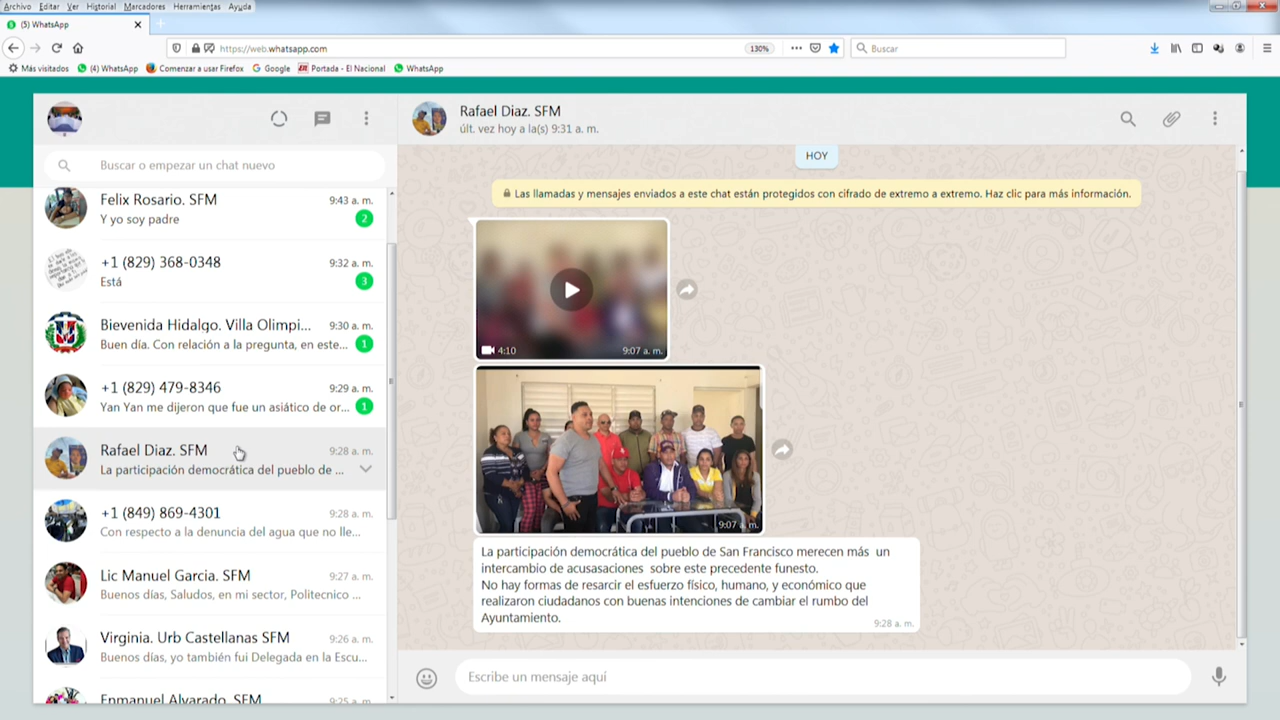 Archivo Editar Ver Historial Marcadores Herramientas Ayuda
(5) WhatsApp
https://web.whatsapp.com
130%
Buscar
Más visitados (4) WhatsApp Comenzar a usar Firefox Google Portada - El Nacional WhatsApp
Buscar o empezar un chat nuevo
Felix Rosario. SFM 9:43 a. m.
Y yo soy padre 2
+1 (829) 368-0348 9:32 a. m.
Está 3
Bievenida Hidalgo. Villa Olimpi... 9:30 a. m.
Buen día. Con relación a la pregunta, en este... 1
+1 (829) 479-8346 9:29 a. m.
Yan Yan me dijeron que fue un asiático de or... 1
Rafael Diaz. SFM 9:28 a. m.
La participación democrática del pueblo de ...
+1 (849) 869-4301 9:28 a. m.
Con respecto a la denuncia del agua que no lle...
Lic Manuel Garcia. SFM 9:27 a. m.
Buenos días, Saludos, en mi sector, Politecnico ...
Virginia. Urb Castellanas SFM 9:26 a. m.
Buenos días, yo también fui Delegada en la Escu...
Enmanuel Alvarado. SFM 9:25 a. m.
Rafael Diaz. SFM
últ. vez hoy a la(s) 9:31 a. m.
HOY
Las llamadas y mensajes enviados a este chat están protegidos con cifrado de extremo a extremo. Haz clic para más información.
4:10 9:07 a. m.
9:07 a. m.
La participación democrática del pueblo de San Francisco merecen más un
intercambio de acusasaciones sobre este precedente funesto.
No hay formas de resarcir el esfuerzo físico, humano, y económico que
realizaron ciudadanos con buenas intenciones de cambiar el rumbo del
Ayuntamiento.
9:28 a. m.
Escribe un mensaje aquí